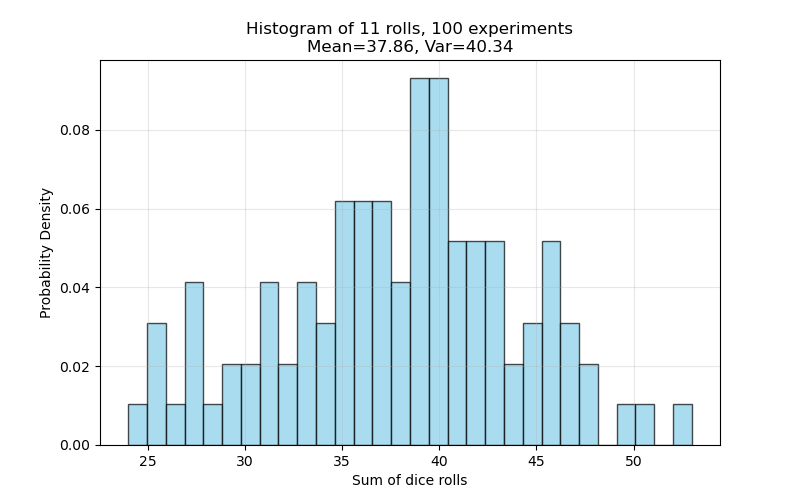 Histogram of 11 rolls, 100 experiments
Mean=37.86, Var=40.34
Probability Density
0.08
0.06
0.04
0.02
0.00
25 30 35 40 45 50
Sum of dice rolls